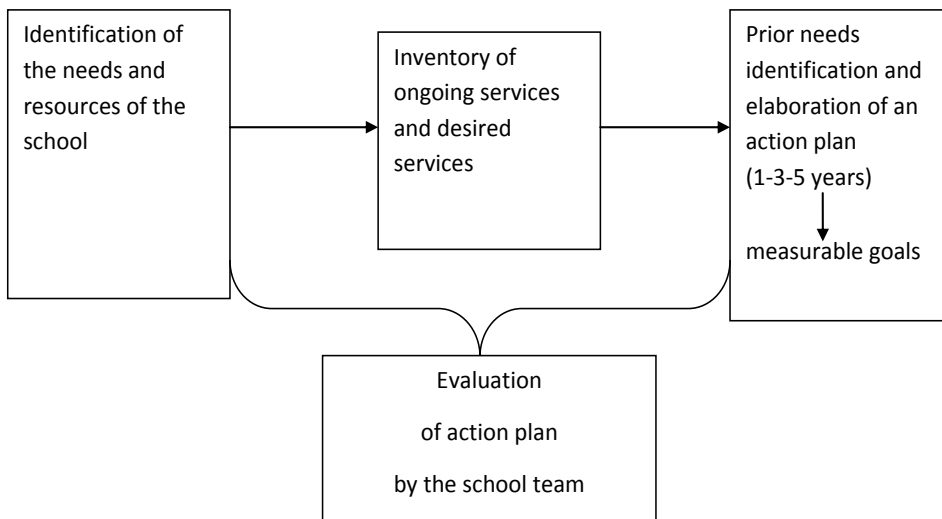 Identification of
the needs and
resources of the
school
Inventory of
ongoing services
and desired
services
Prior needs
identification and
elaboration of an
action plan
(1-3-5 years)
measurable goals
Evaluation
of action plan
by the school team